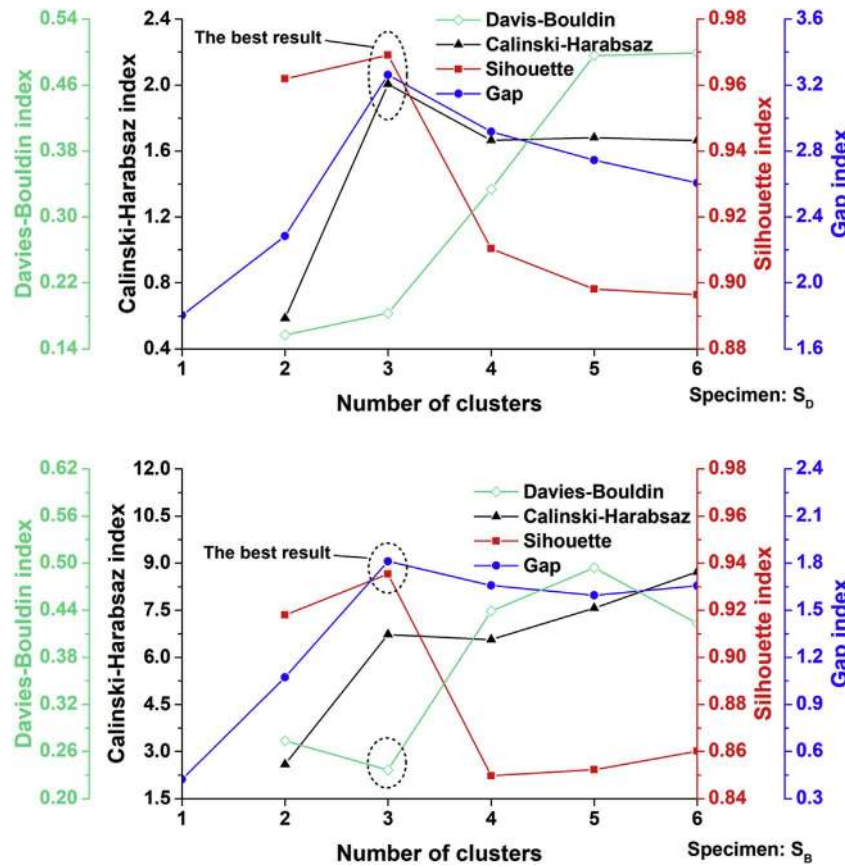 Davies-Bouldin index
0.54
0.46
0.38
0.30
0.22
0.14
Calinski-Harabsaz index
2.4
2.0
1.6
1.2
0.8
0.4
The best result
Davis-Bouldin
Calinski-Harabsaz
Sihouette
Gap
0.98
0.96
0.94
0.92
0.90
0.88
Silhouette index
3.6
3.2
2.8
2.4
2.0
1.6
Gap index
1 2 3 4 5 6
Number of clusters
Specimen: S_D
Davies-Bouldin index
0.62
0.56
0.50
0.44
0.38
0.32
0.26
0.20
Calinski-Harabsaz index
12.0
10.5
9.0
7.5
6.0
4.5
3.0
1.5
The best result
Davies-Bouldin
Calinski-Harabsaz
Sihouette
Gap
0.98
0.96
0.94
0.92
0.90
0.88
0.86
0.84
Silhouette index
2.4
2.1
1.8
1.5
1.2
0.9
0.6
0.3
Gap index
1 2 3 4 5 6
Number of clusters
Specimen: S_B